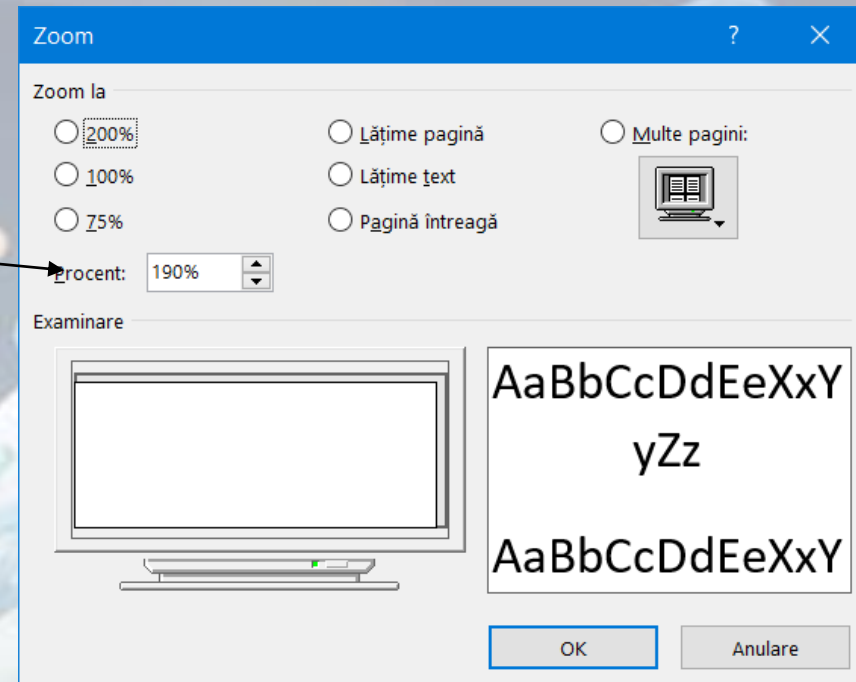 Zoom ?
Zoom la
200% Lățime pagină Multe pagini:
100% Lățime text
75% Pagină întreagă
Procent: 190%
Examinare
AaBbCcDdEeXxY
yZz
AaBbCcDdEeXxY
OK Anulare